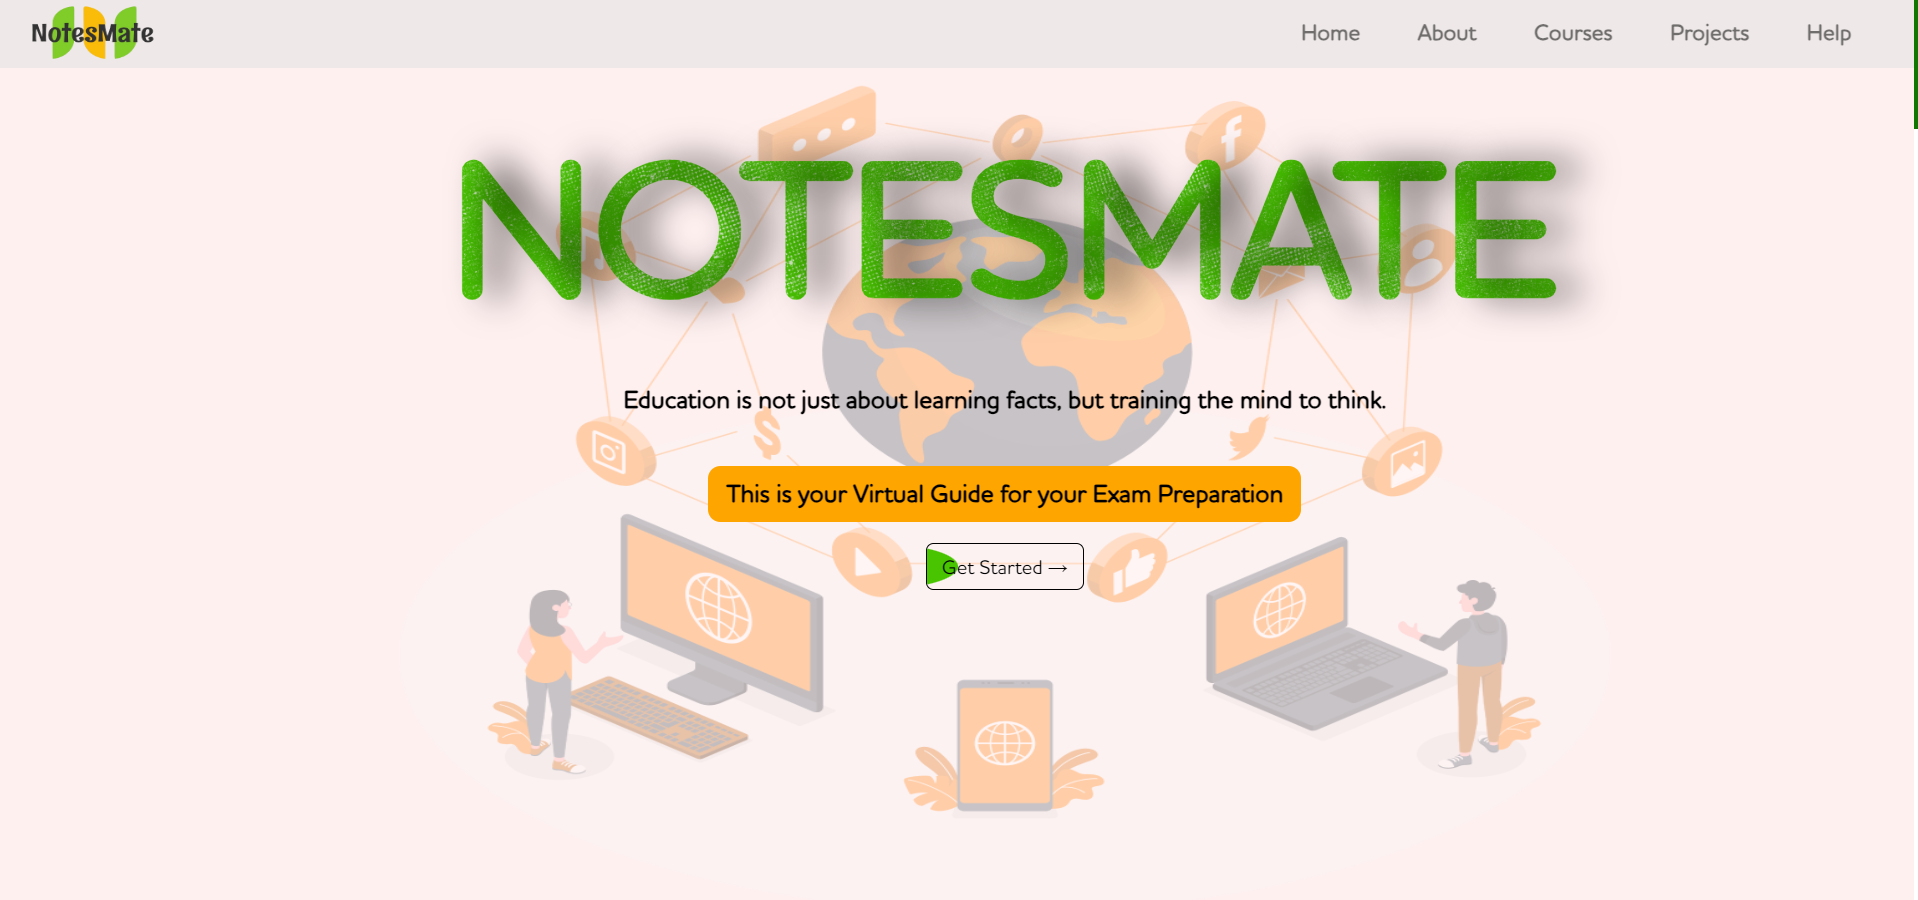 NotesMate
Home About Courses Projects Help
NOTESMATE
Education is not just about learning facts, but training the mind to think.
This is your Virtual Guide for your Exam Preparation
Get Started →